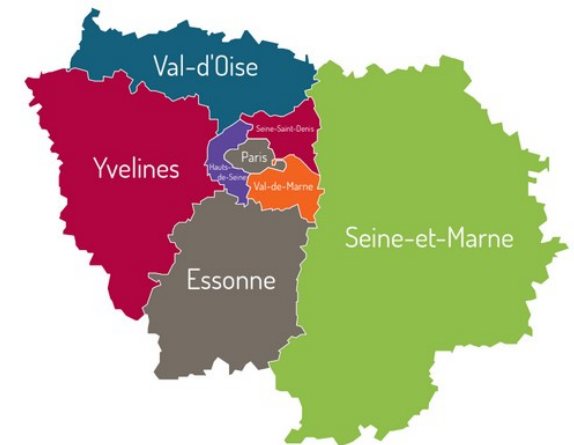 Val-d'Oise
Seine-Saint-Denis
Yvelines
Paris
Hauts-
de-Seine
Val-de-Marne
Seine-et-Marne
Essonne